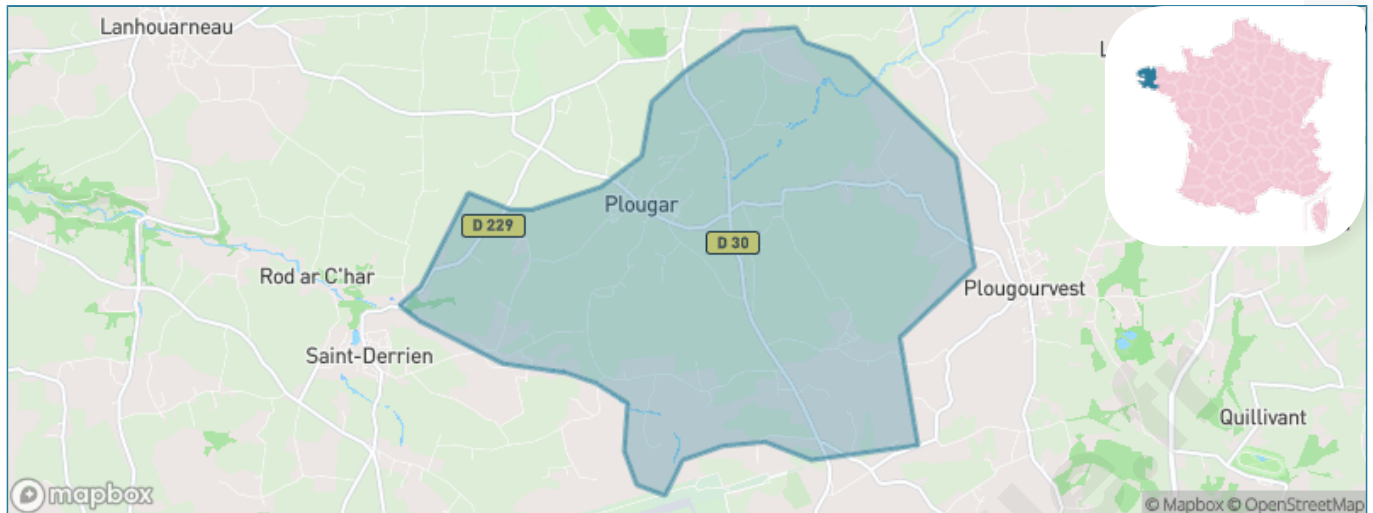 Lanhouarneau
L
Plougar
D 229
D 30
Rod ar C'har
Plougourvest
Saint-Derrien
Quillivant
mapbox
© Mapbox © OpenStreetMap